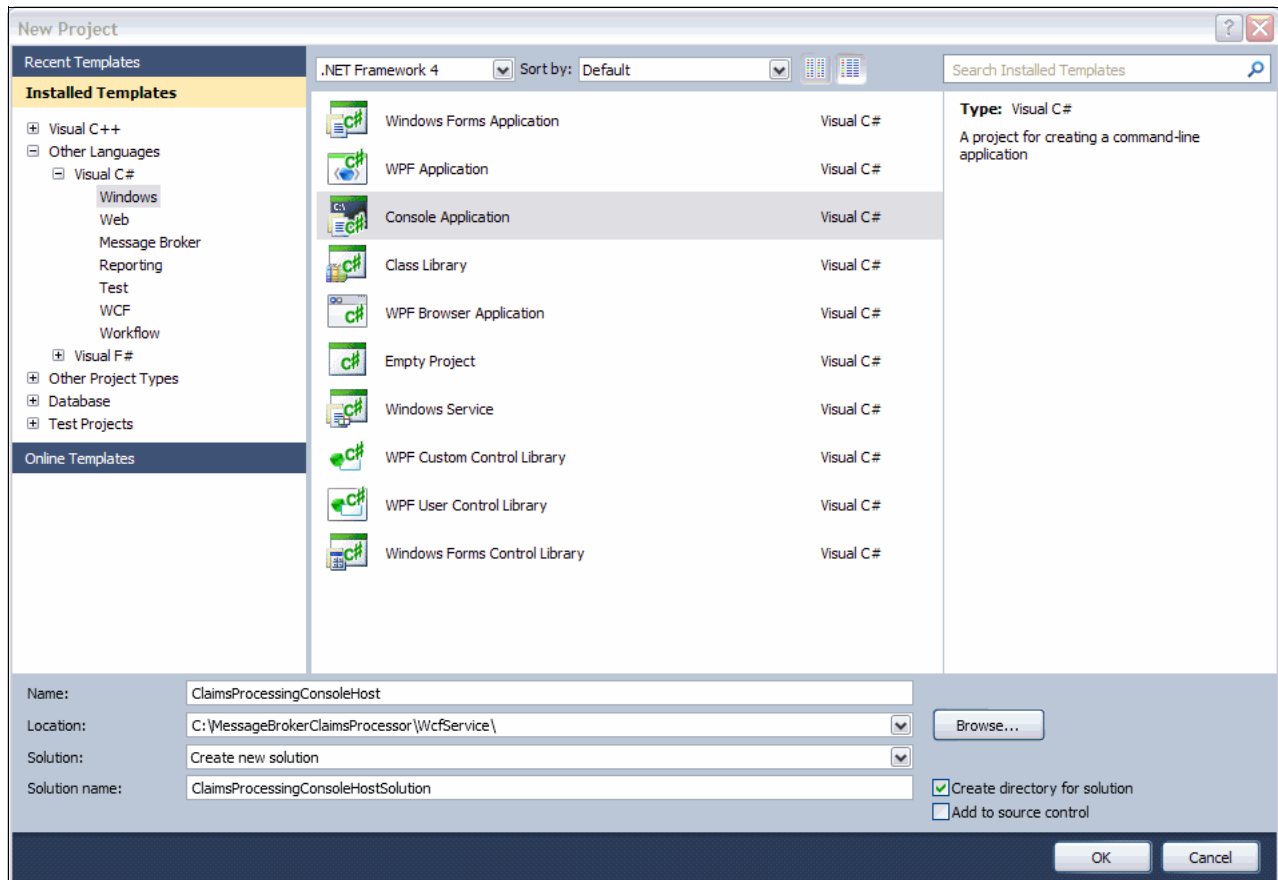 New Project
Recent Templates
Installed Templates
Visual C++
Other Languages
Visual C#
Windows
Web
Message Broker
Reporting
Test
WCF
Workflow
Visual F#
Other Project Types
Database
Test Projects
Online Templates
.NET Framework 4 Sort by: Default
Windows Forms Application Visual C#
WPF Application Visual C#
Console Application Visual C#
Class Library Visual C#
WPF Browser Application Visual C#
Empty Project Visual C#
Windows Service Visual C#
WPF Custom Control Library Visual C#
WPF User Control Library Visual C#
Windows Forms Control Library Visual C#
Search Installed Templates
Type: Visual C#
A project for creating a command-line
application
Name: ClaimsProcessingConsoleHost
Location: C:\MessageBrokerClaimsProcessor\WcfService\ Browse...
Solution: Create new solution
Solution name: ClaimsProcessingConsoleHostSolution
Create directory for solution
Add to source control
OK Cancel